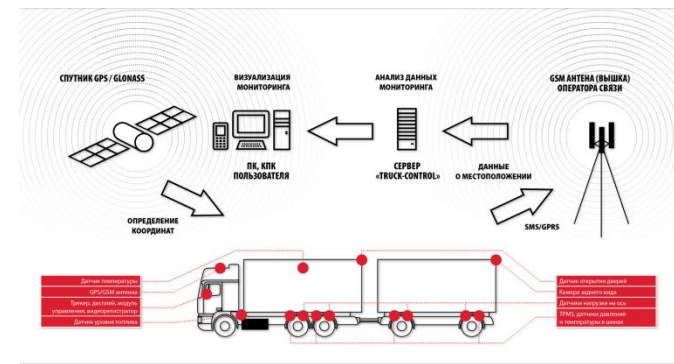 СПУТНИК GPS / GLONASS
ВИЗУАЛИЗАЦИЯ
МОНИТОРИНГА
АНАЛИЗ ДАННЫХ
МОНИТОРИНГА
GSM АНТЕНА (ВЫШКА)
ОПЕРАТОРА СВЯЗИ
ПК, КПК
ПОЛЬЗОВАТЕЛЯ
СЕРВЕР
«TRUCK-CONTROL»
ДАННЫЕ
О МЕСТОПОЛОЖЕНИИ
ОПРЕДЕЛЕНИЕ
КООРДИНАТ
SMS/GPRS
Датчик температуры
GPS/GSM антенна
Трекер, дисплей, модуль
управления, видеорегистратор
Датчик уровня топлива
Датчик открытия дверей
Камера заднего вида
Датчики нагрузки на ось
TPMS, датчики давления
и температуры в шинах